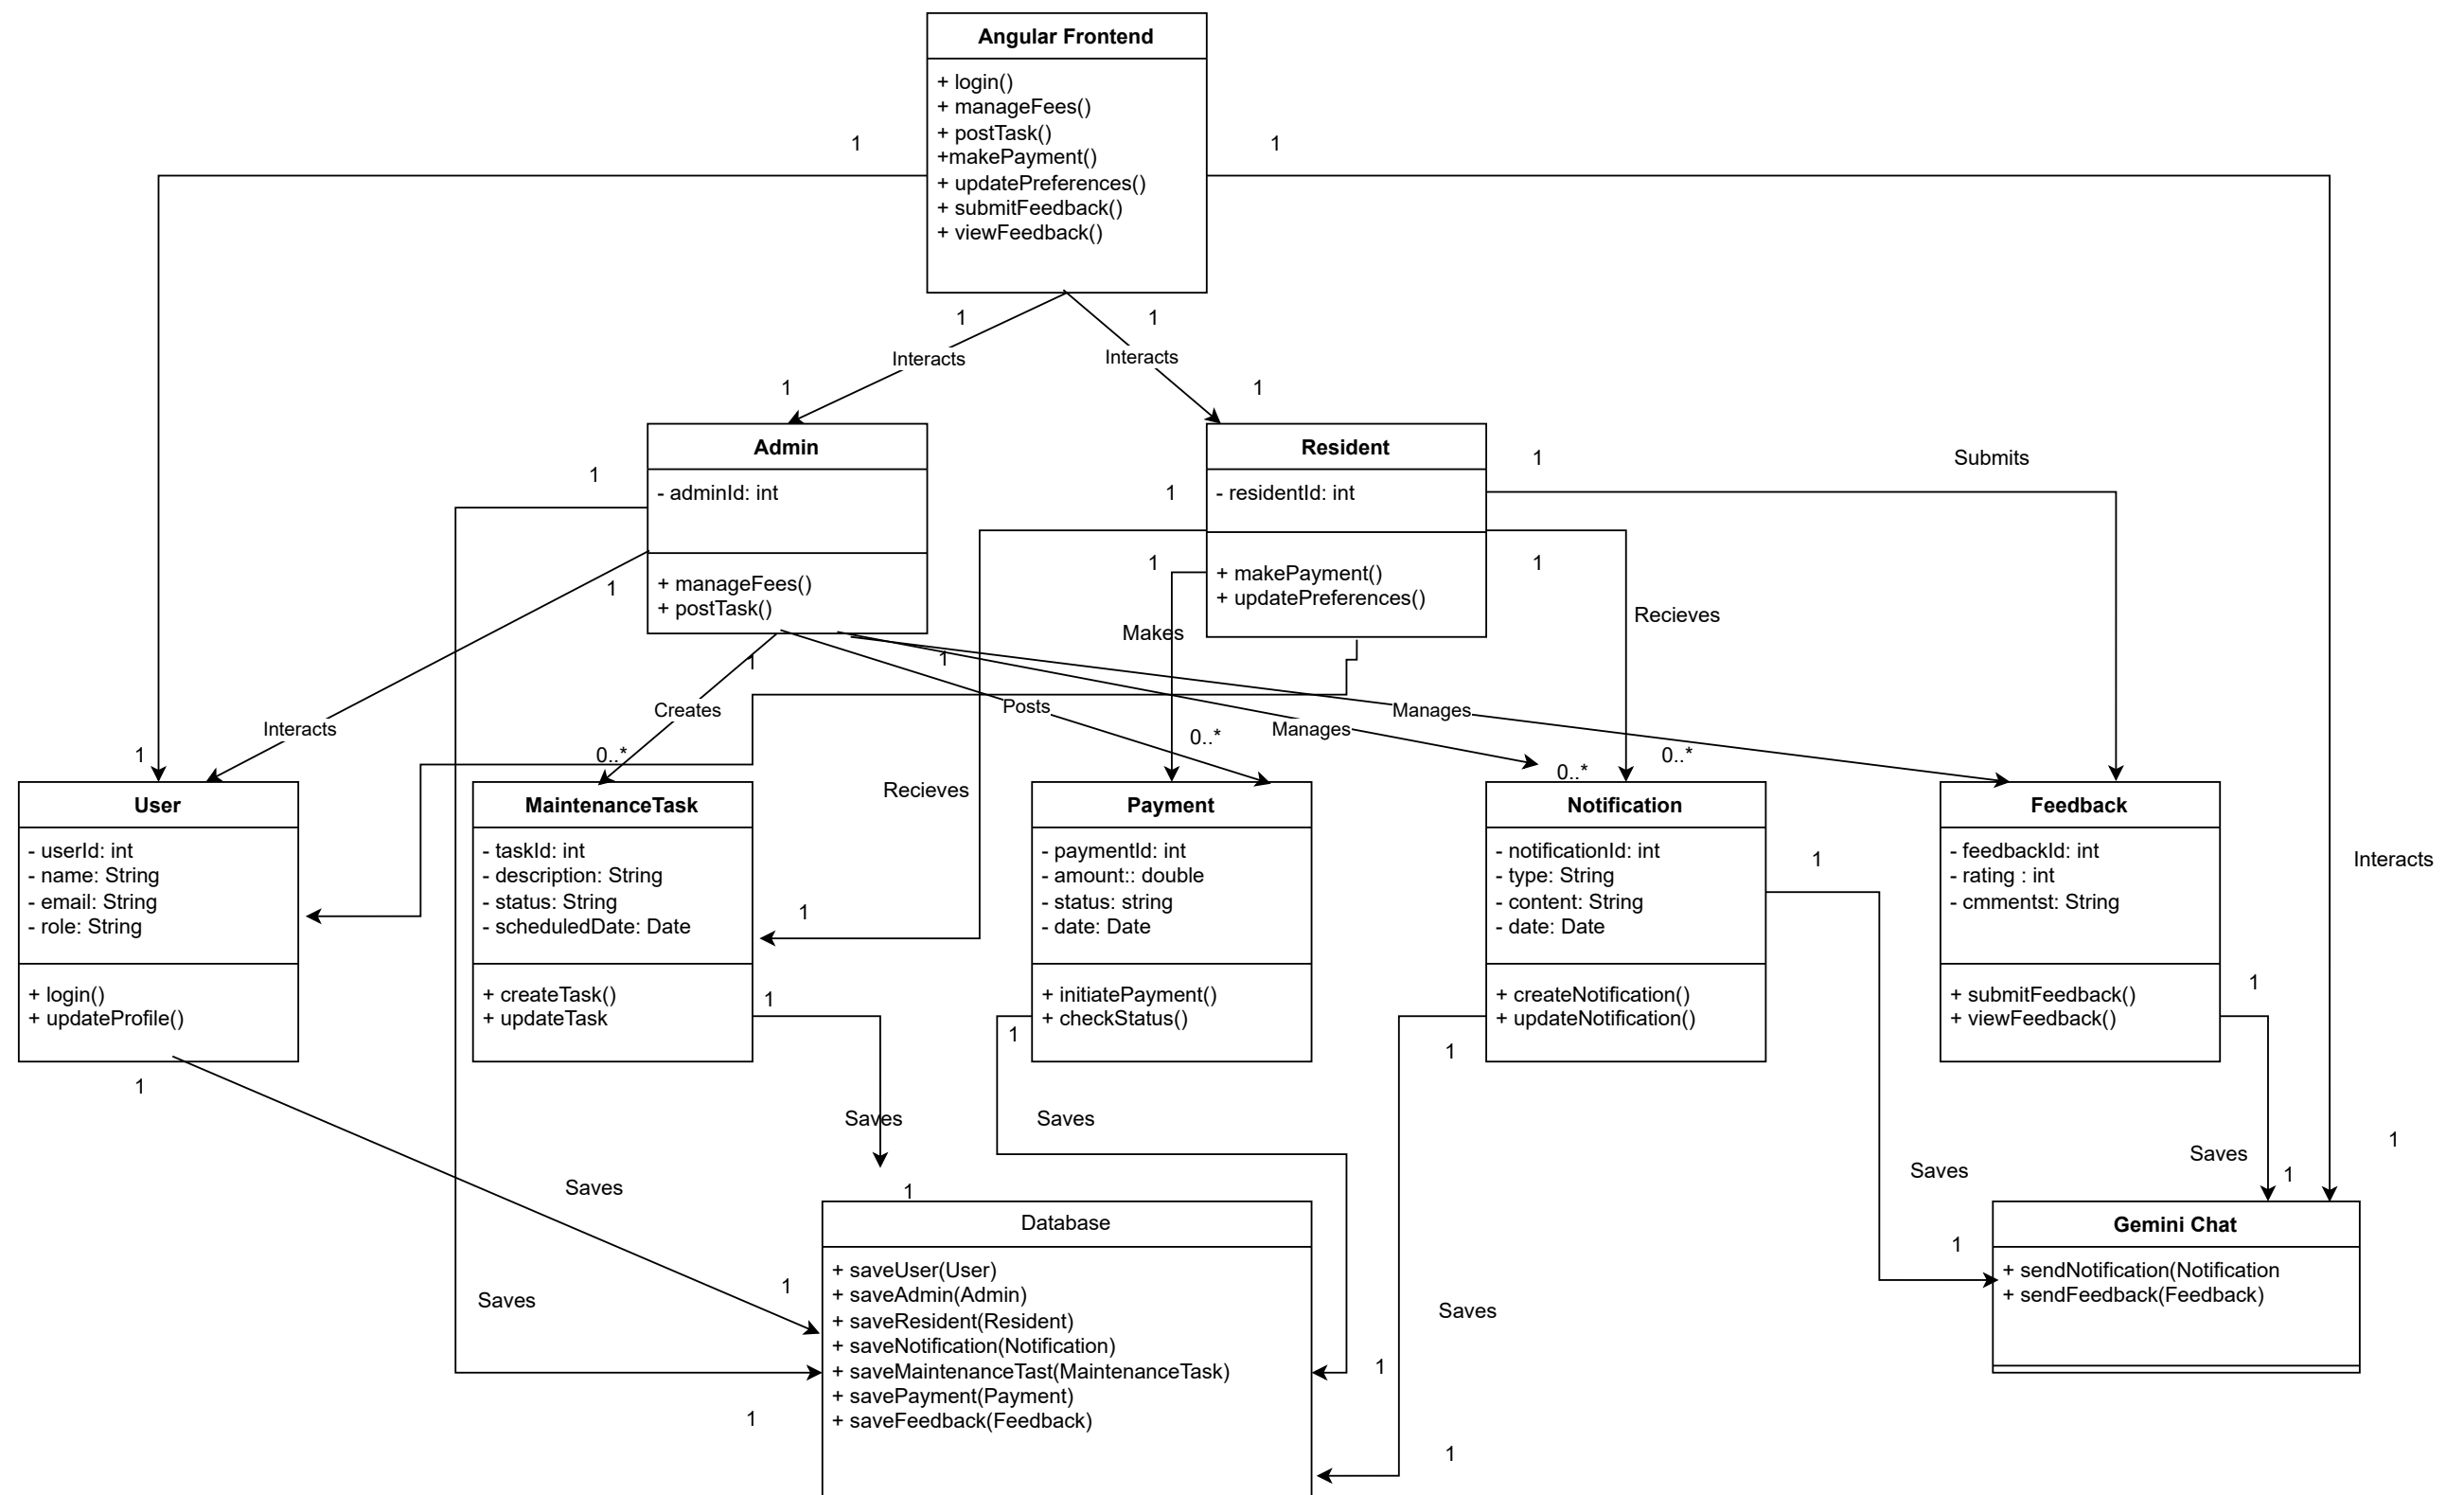 Angular Frontend
+ login()
+ manageFees()
+ postTask()
+makePayment()
+ updatePreferences()
+ submitFeedback()
+ viewFeedback()
1
1
1
1
Interacts
Interacts
1
1
Admin
- adminId: int
+ manageFees()
+ postTask()
Resident
- residentId: int
+ makePayment()
+ updatePreferences()
1
1
1
Submits
1
1
1
Makes
Recieves
1
1
Creates
Posts
Manages
Manages
Interacts
1
0..*
0..*
0..*
0..*
Recieves
User
- userId: int
- name: String
- email: String
- role: String
+ login()
+ updateProfile()
MaintenanceTask
- taskId: int
- description: String
- status: String
- scheduledDate: Date
+ createTask()
+ updateTask
Payment
- paymentId: int
- amount:: double
- status: string
- date: Date
+ initiatePayment()
+ checkStatus()
Notification
- notificationId: int
- type: String
- content: String
- date: Date
+ createNotification()
+ updateNotification()
Feedback
- feedbackId: int
- rating : int
- cmmentst: String
+ submitFeedback()
+ viewFeedback()
1
Interacts
1
1
1
1
1
1
Saves
Saves
1
Saves
Saves
1
Saves
1
1
1
Saves
Saves
1
1
1
1
Database
+ saveUser(User)
+ saveAdmin(Admin)
+ saveResident(Resident)
+ saveNotification(Notification)
+ saveMaintenanceTast(MaintenanceTask)
+ savePayment(Payment)
+ saveFeedback(Feedback)
Gemini Chat
+ sendNotification(Notification
+ sendFeedback(Feedback)